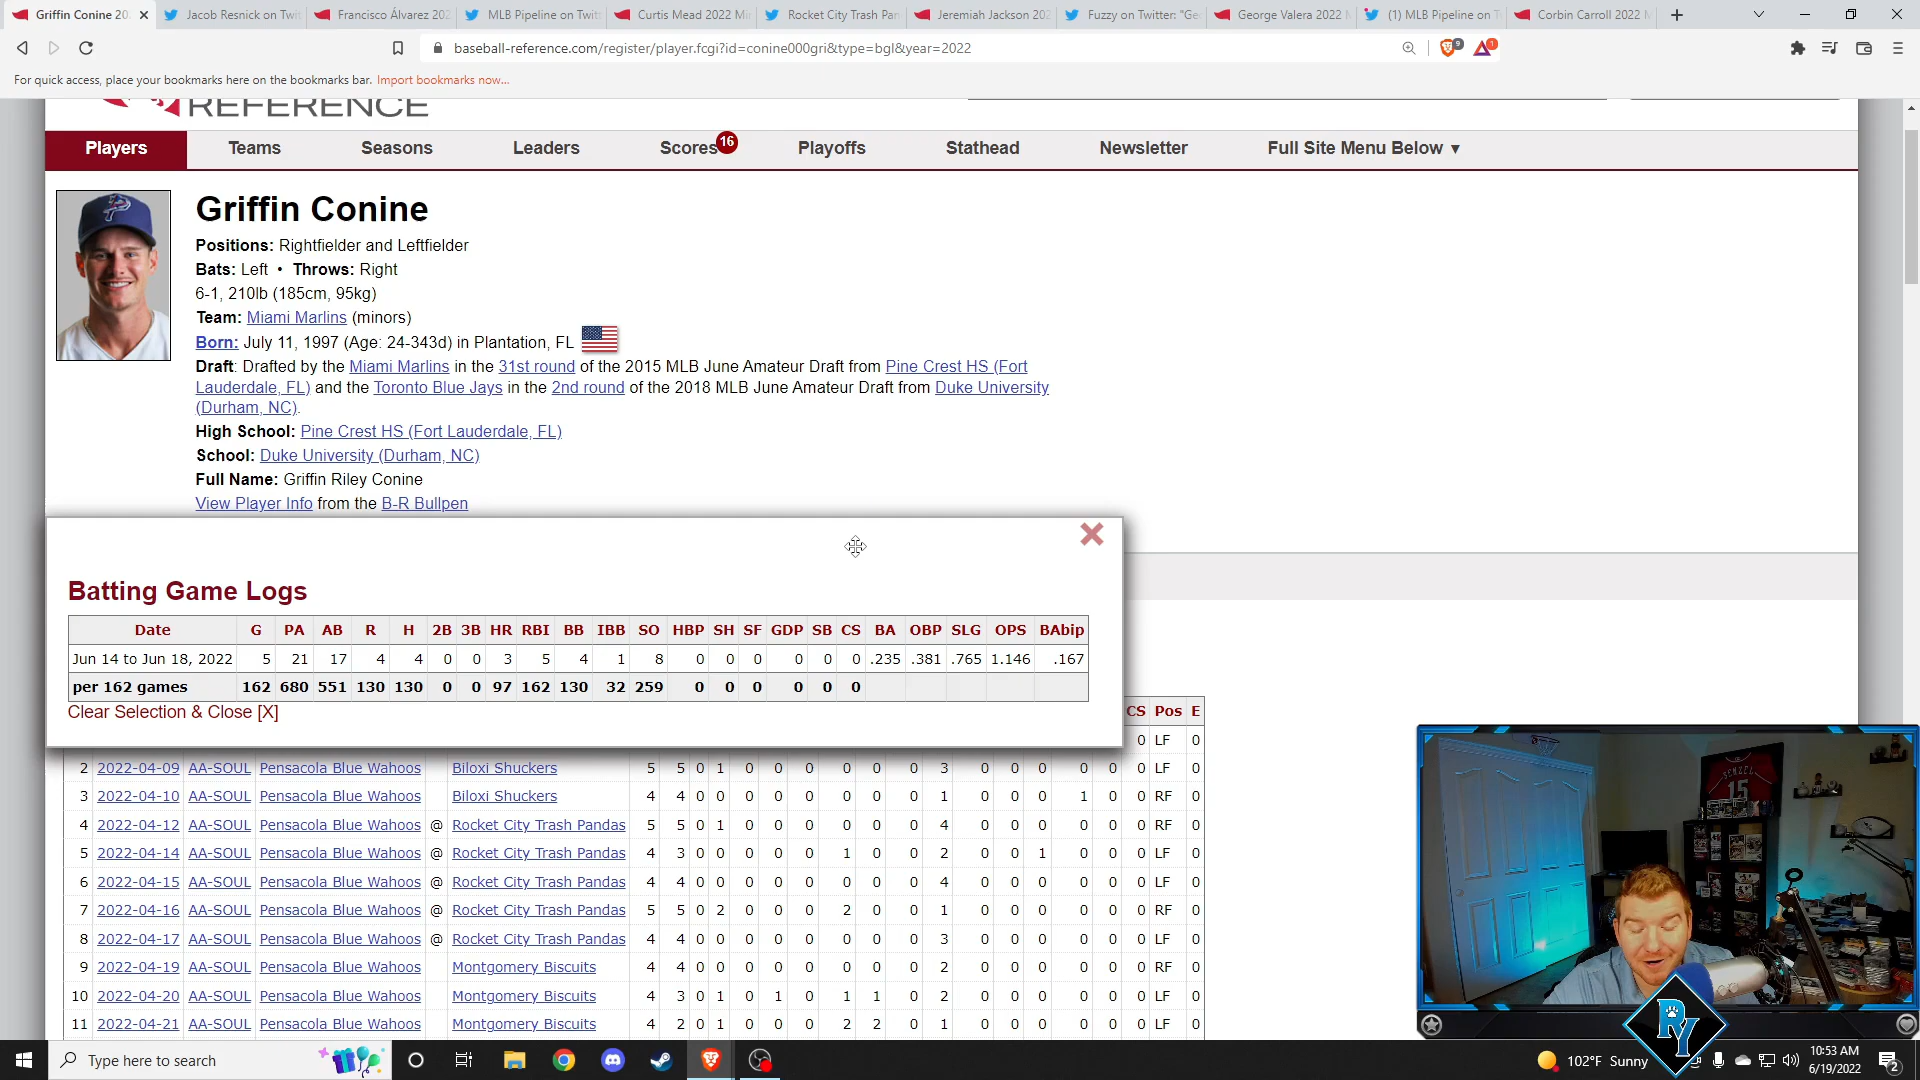 Griffin Conine 20
Jacob Resnick on Twit
Francisco Álvarez 202
MLB Pipeline on Twitt
Curtis Mead 2022 Mi
Rocket City Trash Pan
Jeremiah Jackson 202
Fuzzy on Twitter: "Geo
George Valera 2022 M
(1) MLB Pipeline on T
Corbin Carroll 2022 M
baseball-reference.com/register/player.fcgi?id=conine000gri&type=bgl&year=2022
9
1
For quick access, place your bookmarks here on the bookmarks bar. Import bookmarks now...
REFERENCE
Players Teams Seasons Leaders Scores 16 Playoffs Stathead Newsletter Full Site Menu Below ▼
Griffin Conine
Positions: Rightfielder and Leftfielder
Bats: Left • Throws: Right
6-1, 210lb (185cm, 95kg)
Team: Miami Marlins (minors)
Born: July 11, 1997 (Age: 24-343d) in Plantation, FL
Draft: Drafted by the Miami Marlins in the 31st round of the 2015 MLB June Amateur Draft from Pine Crest HS (Fort
Lauderdale, FL) and the Toronto Blue Jays in the 2nd round of the 2018 MLB June Amateur Draft from Duke University
(Durham, NC).
High School: Pine Crest HS (Fort Lauderdale, FL)
School: Duke University (Durham, NC)
Full Name: Griffin Riley Conine
View Player Info from the B-R Bullpen
Batting Game Logs
Date G PA AB R H 2B 3B HR RBI BB IBB SO HBP SH SF GDP SB CS BA OBP SLG OPS BAbip
Jun 14 to Jun 18, 2022 5 21 17 4 4 0 0 3 5 4 1 8 0 0 0 0 0 0 .235 .381 .765 1.146 .167
per 162 games 162 680 551 130 130 0 0 97 162 130 32 259 0 0 0 0 0 0
Clear Selection & Close [X]
CS Pos E
0 LF 0
2 2022-04-09 AA-SOUL Pensacola Blue Wahoos Biloxi Shuckers 5 5 0 1 0 0 0 0 0 0 3 0 0 0 0 0 0 LF 0
3 2022-04-10 AA-SOUL Pensacola Blue Wahoos Biloxi Shuckers 4 4 0 0 0 0 0 0 0 0 1 0 0 0 1 0 0 RF 0
4 2022-04-12 AA-SOUL Pensacola Blue Wahoos @ Rocket City Trash Pandas 5 5 0 1 0 0 0 0 0 0 4 0 0 0 0 0 0 RF 0
5 2022-04-14 AA-SOUL Pensacola Blue Wahoos @ Rocket City Trash Pandas 4 3 0 0 0 0 0 1 0 0 2 0 0 1 0 0 0 LF 0
6 2022-04-15 AA-SOUL Pensacola Blue Wahoos @ Rocket City Trash Pandas 4 4 0 0 0 0 0 0 0 0 4 0 0 0 0 0 0 LF 0
7 2022-04-16 AA-SOUL Pensacola Blue Wahoos @ Rocket City Trash Pandas 5 5 0 2 0 0 0 2 0 0 1 0 0 0 0 0 0 RF 0
8 2022-04-17 AA-SOUL Pensacola Blue Wahoos @ Rocket City Trash Pandas 4 4 0 0 0 0 0 0 0 0 3 0 0 0 0 0 0 LF 0
9 2022-04-19 AA-SOUL Pensacola Blue Wahoos Montgomery Biscuits 4 4 0 0 0 0 0 0 0 0 2 0 0 0 0 0 0 RF 0
10 2022-04-20 AA-SOUL Pensacola Blue Wahoos Montgomery Biscuits 4 3 0 1 0 1 0 1 1 0 2 0 0 0 0 0 0 LF 0
11 2022-04-21 AA-SOUL Pensacola Blue Wahoos Montgomery Biscuits 4 2 0 1 0 0 0 2 2 0 1 0 0 0 0 0 0 LF 0
SENZEL
15
RY
Type here to search
102°F Sunny
10:53 AM
6/19/2022
2